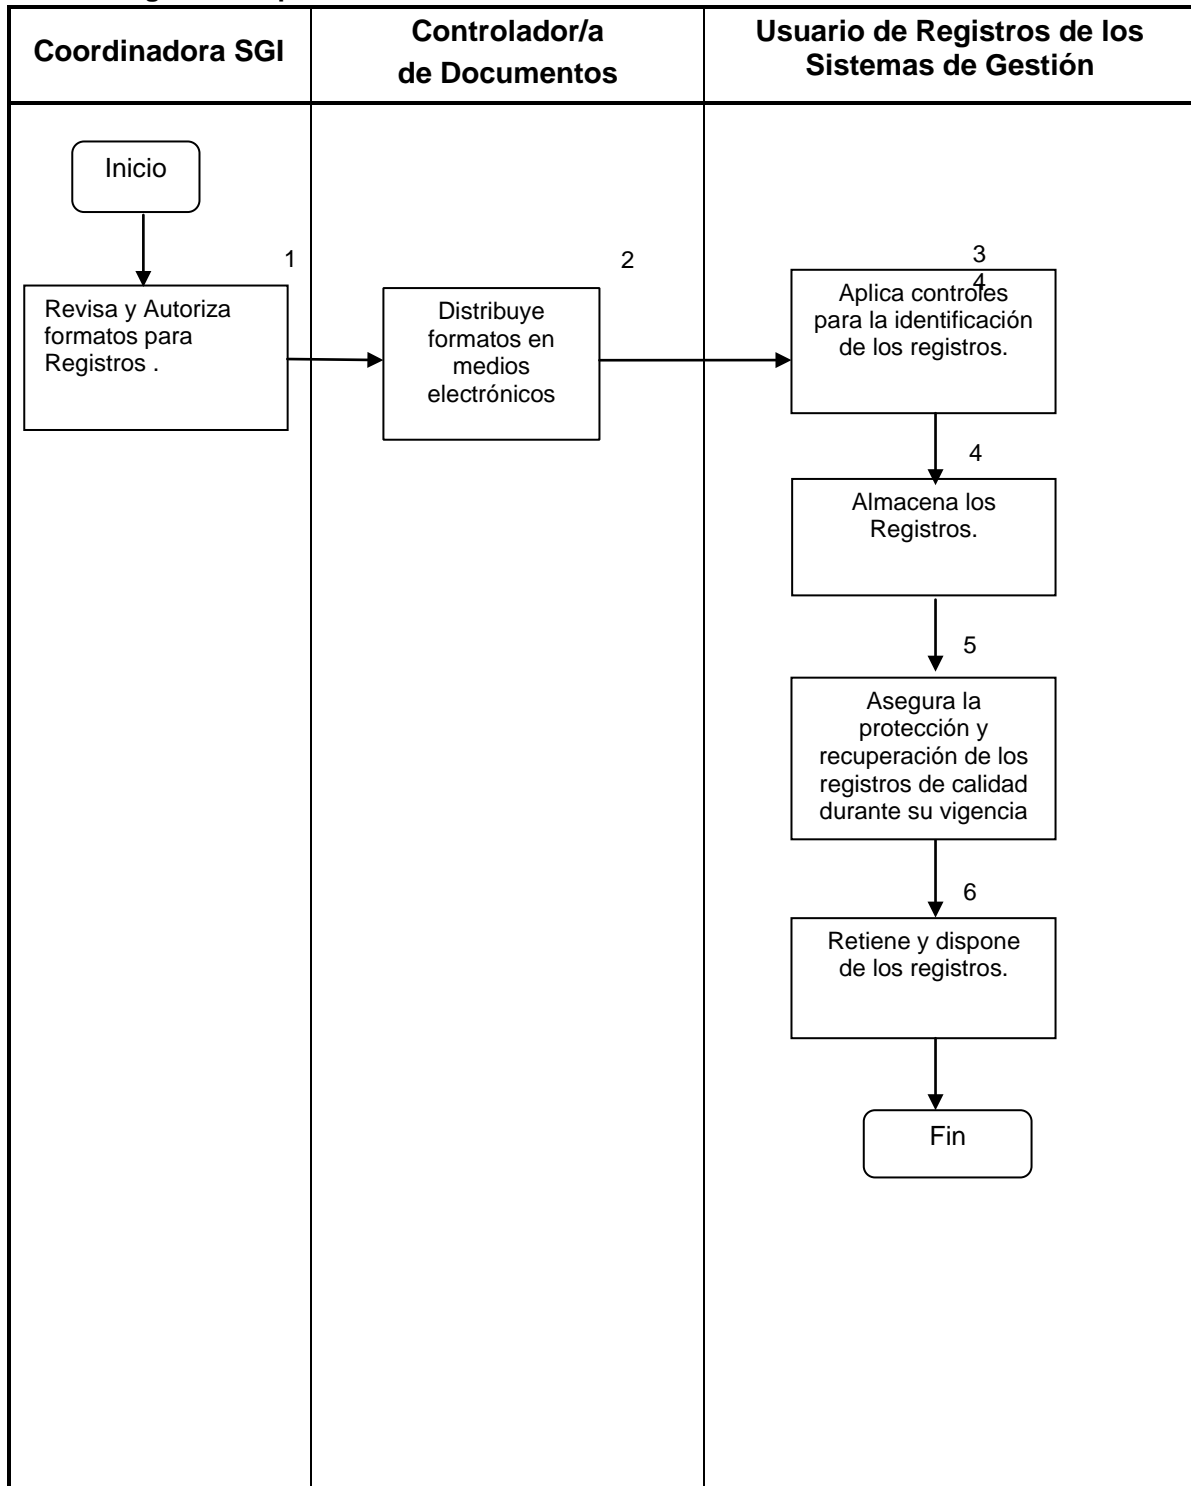 Coordinadora SGI
Controlador/a
de Documentos
Usuario de Registros de los
Sistemas de Gestión
Inicio
1
Revisa y Autoriza
formatos para
Registros .
2
Distribuye
formatos en
medios
electrónicos
3
4
Aplica controles
para la identificación
de los registros.
4
Almacena los
Registros.
5
Asegura la
protección y
recuperación de los
registros de calidad
durante su vigencia
6
Retiene y dispone
de los registros.
Fin